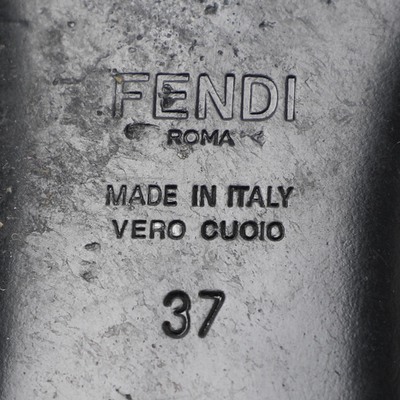 FENDI
ROMA
MADE IN ITALY
VERO CUOIO
37